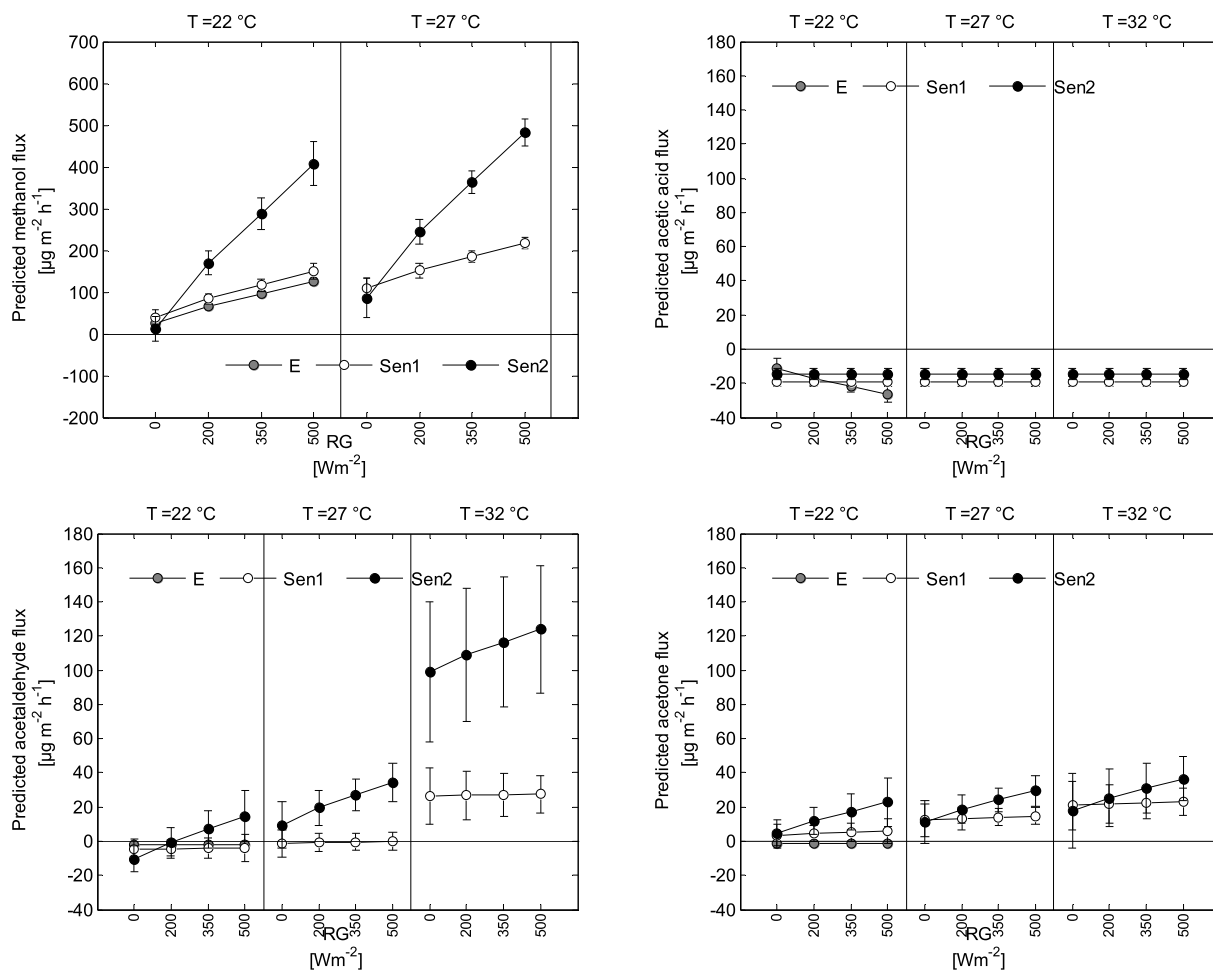 T =22 °C T =27 °C
700
600
500
400
300
200
100
0
-100
-200
Predicted methanol flux
[µg m-2 h-1]
E Sen1 Sen2
0 200 350 500 0 200 350 500
RG
[Wm-2]
T =22 °C T =27 °C T =32 °C
180
160
140
120
100
80
60
40
20
0
-20
-40
Predicted acetic acid flux
[µg m-2 h-1]
E Sen1 Sen2
0 200 350 500 0 200 350 500 0 200 350 500
RG
[Wm-2]
T =22 °C T =27 °C T =32 °C
180
160
140
120
100
80
60
40
20
0
-20
-40
Predicted acetaldehyde flux
[µg m-2 h-1]
E Sen1 Sen2
0 200 350 500 0 200 350 500 0 200 350 500
RG
[Wm-2]
T =22 °C T =27 °C T =32 °C
180
160
140
120
100
80
60
40
20
0
-20
-40
Predicted acetone flux
[µg m-2 h-1]
E Sen1 Sen2
0 200 350 500 0 200 350 500 0 200 350 500
RG
[Wm-2]